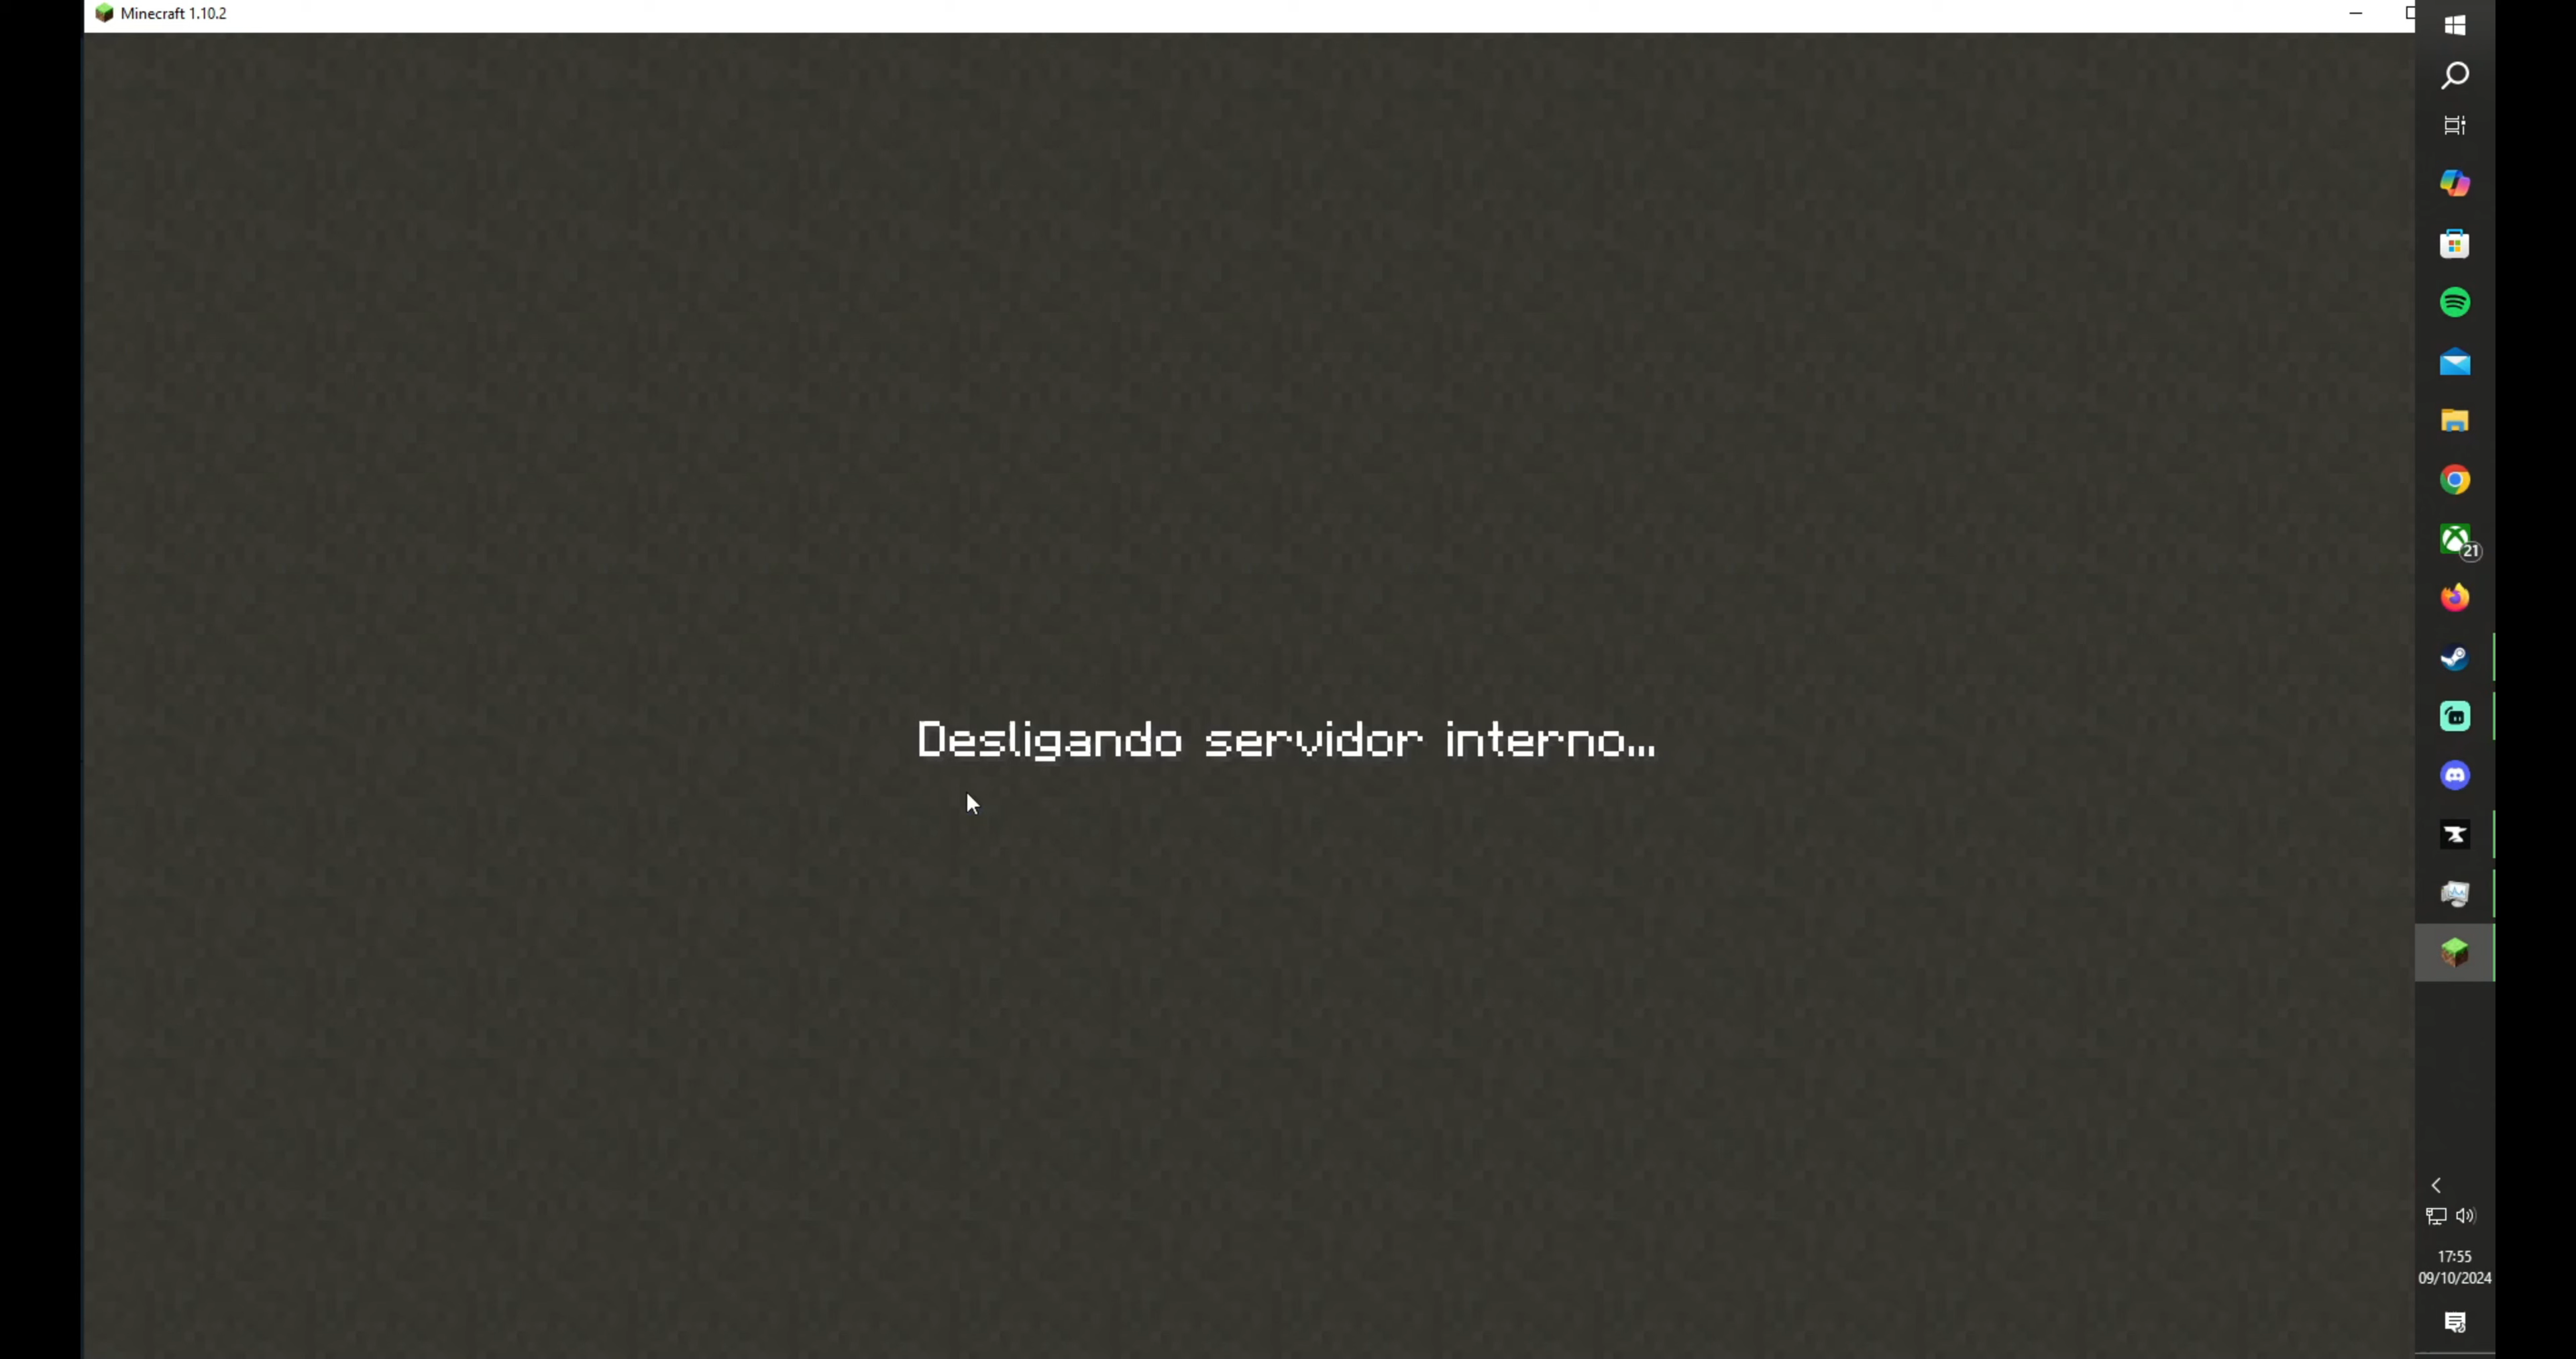 Minecraft 1.10.2
Desligando servidor interno...
21
17:55
09/10/2024